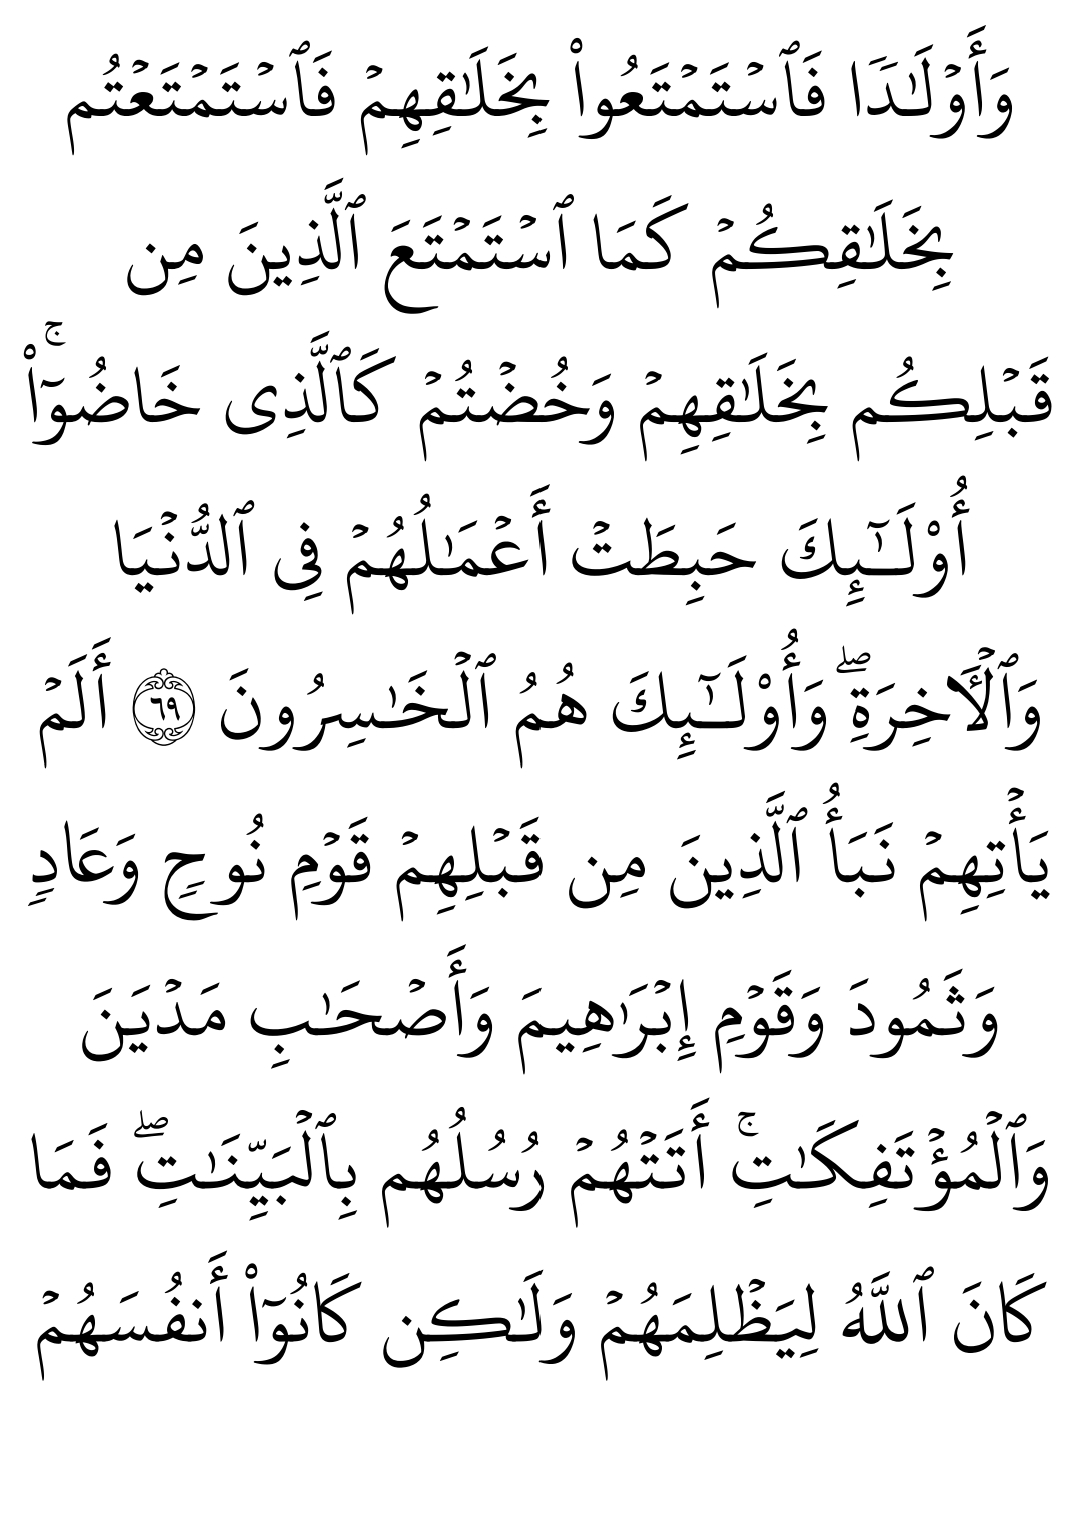 وَأَوۡلَٰدٗا فَٱسۡتَمۡتَعُواْ بِخَلَٰقِهِمۡ فَٱسۡتَمۡتَعۡتُم
بِخَلَٰقِكُمۡ كَمَا ٱسۡتَمۡتَعَ ٱلَّذِينَ مِن
قَبۡلِكُم بِخَلَٰقِهِمۡ وَخُضۡتُمۡ كَٱلَّذِى خَاضُوٓاْۚ
أُوْلَٰٓئِكَ حَبِطَتۡ أَعۡمَٰلُهُمۡ فِى ٱلدُّنۡيَا
وَٱلۡأَٓخِرَةِۖ وَأُوْلَٰٓئِكَ هُمُ ٱلۡخَٰسِرُونَ ٦٩ أَلَمۡ
يَأۡتِهِمۡ نَبَأُ ٱلَّذِينَ مِن قَبۡلِهِمۡ قَوۡمِ نُوحٖ وَعَادٖ
وَثَمُودَ وَقَوۡمِ إِبۡرَٰهِيمَ وَأَصۡحَٰبِ مَدۡيَنَ
وَٱلۡمُؤۡتَفِكَٰتِۚ أَتَتۡهُمۡ رُسُلُهُم بِٱلۡبَيِّنَٰتِۖ فَمَا
كَانَ ٱللَّهُ لِيَظۡلِمَهُمۡ وَلَٰكِن كَانُوٓاْ أَنفُسَهُمۡ